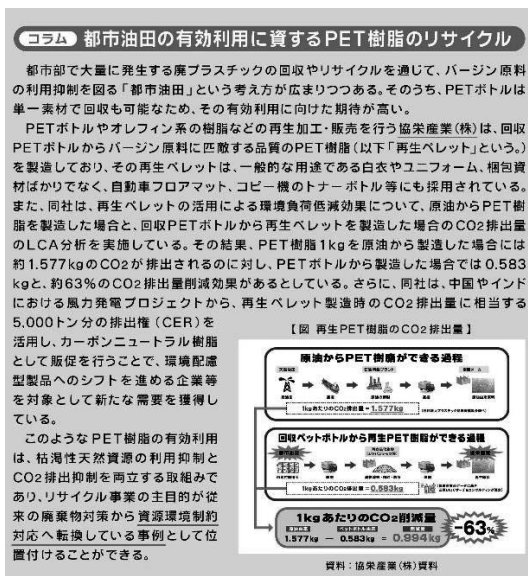 コラム 都市油田の有効利用に資するPET樹脂のリサイクル
都市部で大量に発生する廃プラスチックの回収やリサイクルを通じて、バージン原料
の利用抑制を図る「都市油田」という考え方が広まりつつある。そのうち、PETボトルは
単一素材で回収も可能なため、その有効利用に向けた期待が高い。
PETボトルやオレフィン系の樹脂などの再生加工・販売を行う協栄産業(株)は、回収
PETボトルからバージン原料に匹敵する品質のPET樹脂(以下「再生ペレット」という。)
を製造しており、その再生ペレットは、一般的な用途である白衣やユニフォーム、梱包資
材ばかりでなく、自動車フロアマット、コピー機のトナーボトル等にも採用されている。
また、同社は、再生ペレットの活用による環境負荷低減効果について、原油からPET樹
脂を製造した場合と、回収PETボトルから再生ペレットを製造した場合のCO2排出量
のLCA分析を実施している。その結果、PET樹脂1kgを原油から製造した場合には
約1.577kgのCO2が排出されるのに対し、PETボトルから製造した場合では0.583
kgと、約63%のCO2排出量削減効果があるとしている。さらに、同社は、中国やインド
における風力発電プロジェクトから、再生ペレット製造時のCO2排出量に相当する
5,000トン分の排出権(CER)を
活用し、カーボンニュートラル樹脂
として販促を行うことで、環境配慮
型製品へのシフトを進める企業等
を対象として新たな需要を獲得し
ている。
このようなPET樹脂の有効利用
は、枯渇性天然資源の利用抑制と
CO2排出抑制を両立する取組みで
あり、リサイクル事業の主目的が従
来の廃棄物対策から資源環境制約
対応へ転換している事例として位
置付けることができる。
【図 再生PET樹脂のCO2排出量】
原油からPET樹脂ができる過程
1kgあたりのCO2排出量=1.577kg
回収ペットボトルから再生PET樹脂ができる過程
1kgあたりのCO2排出量=0.583kg
1kgあたりのCO2削減量
1.577kg − 0.583kg = 0.994kg
-63%
資料:協栄産業(株)資料